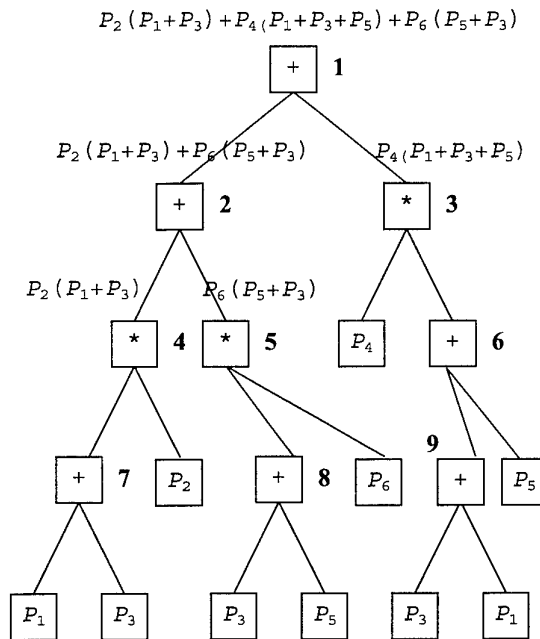 P₂(P₁+P₃)+P₄(P₁+P₃+P₅)+P₆(P₅+P₃)
+ 1
P₂(P₁+P₃)+P₆(P₅+P₃) P₄(P₁+P₃+P₅)
+ 2 * 3
P₂(P₁+P₃) P₆(P₅+P₃)
* 4 * 5 P₄ + 6
9
+ 7 P₂ + 8 P₆ + P₅
P₁ P₃ P₃ P₅ P₃ P₁